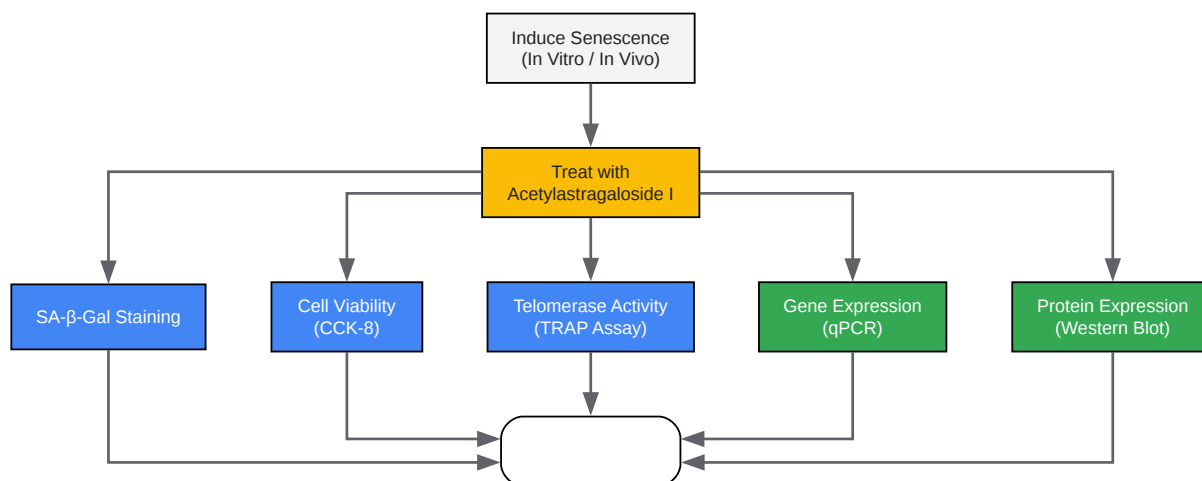 Induce Senescence
(In Vitro / In Vivo)
Treat with
Acetylastragaloside I
SA-β-Gal Staining
Cell Viability
(CCK-8)
Telomerase Activity
(TRAP Assay)
Gene Expression
(qPCR)
Protein Expression
(Western Blot)